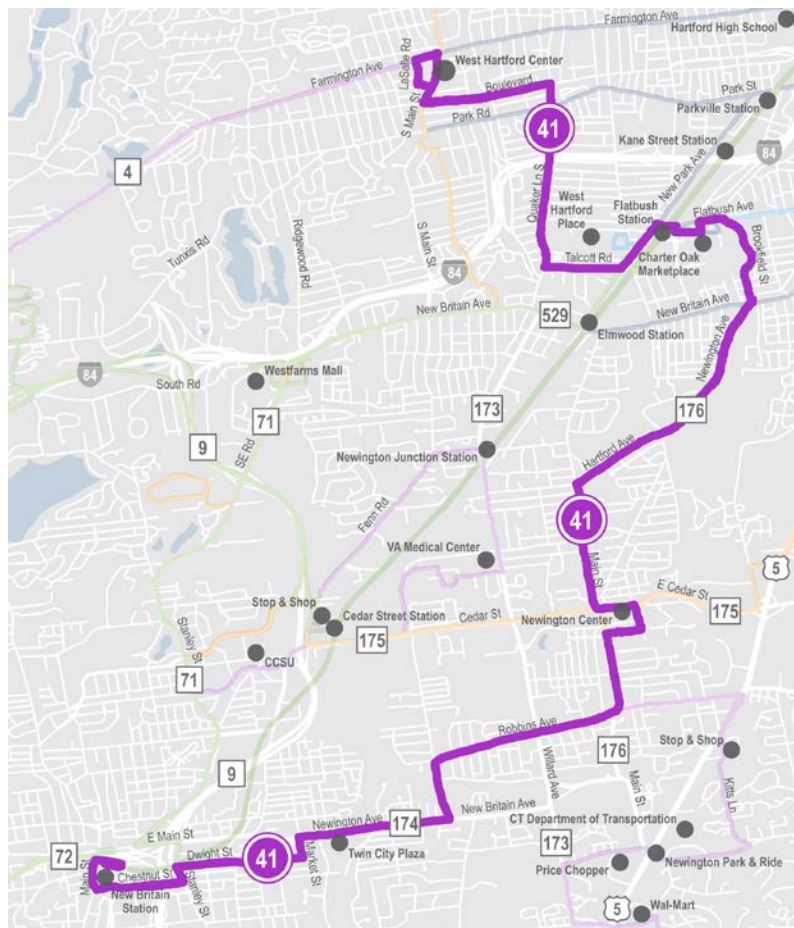 Farmington Ave
Hartford High School
LaSalle Rd
West Hartford Center
Farmington Ave
Boulevard
Park St
Parkville Station
S Main St
Park Rd
41
Kane Street Station
84
4
New Park Ave
Quaker Ln S
West
Hartford
Place
Flatbush
Station
Flatbush Ave
Tunxis Rd
Ridgewood Rd
S Main St
Talcott Rd
Charter Oak
Marketplace
Brookfield St
84
New Britain Ave
529
New Britain Ave
Elmwood Station
84
South Rd
Westfarms Mall
Newington Ave
71
173
176
9
SE Rd
Newington Junction Station
Hartford Ave
Fenn Rd
41
VA Medical Center
Main St
5
Stop & Shop
Cedar Street Station
Cedar St
Newington Center
E Cedar St
175
175
Stanley St
CCSU
71
Robbins Ave
Willard Ave
176
Stop & Shop
9
Main St
Kitts Ln
Newington Ave
174
New Britain Ave
CT Department of Transportation
E Main St
72
Dwight St
41
Market St
Twin City Plaza
173
Newington Park & Ride
Price Chopper
Main St
Chestnut St
New Britain
Station
Stanley St
5
Wal-Mart